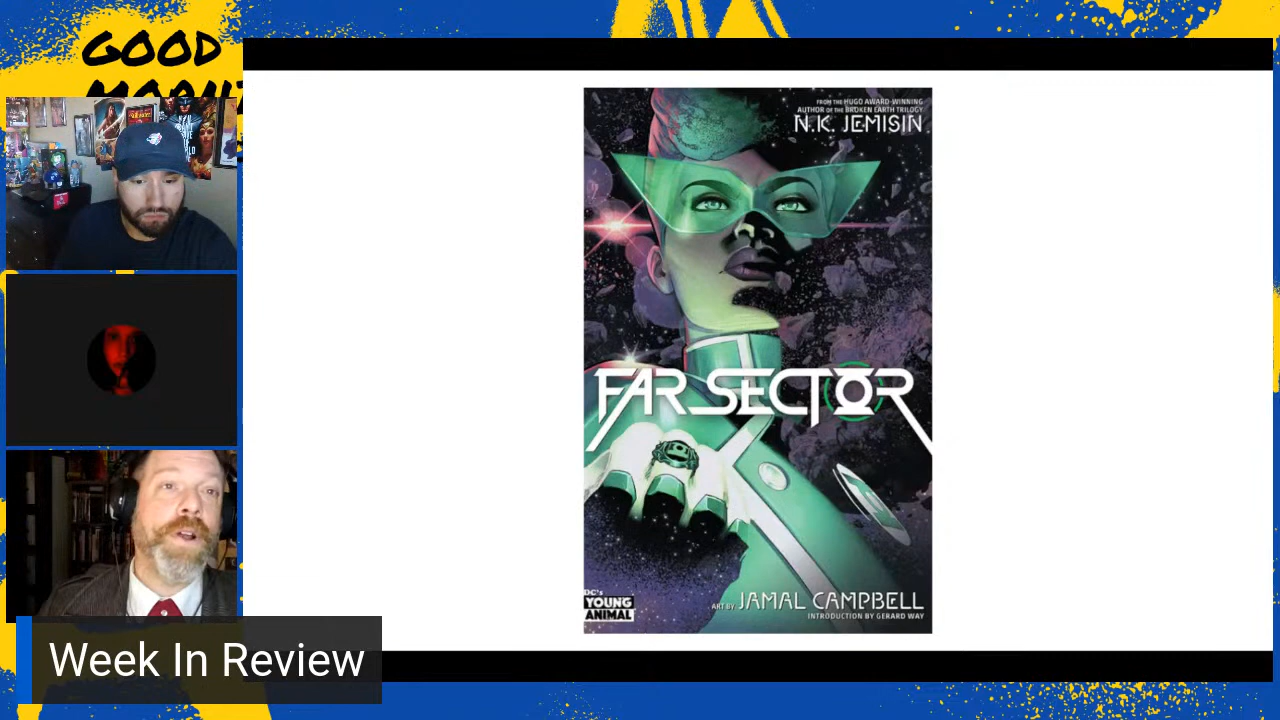 GOOD
FROM THE HUGO AWARD-WINNING
AUTHOR OF THE BROKEN EARTH TRILOGY
N.K. JEMISIN
FAR SECTOR
DC's
YOUNG
ANIMAL
ART BY JAMAL CAMPBELL
INTRODUCTION BY GERARD WAY
Week In Review